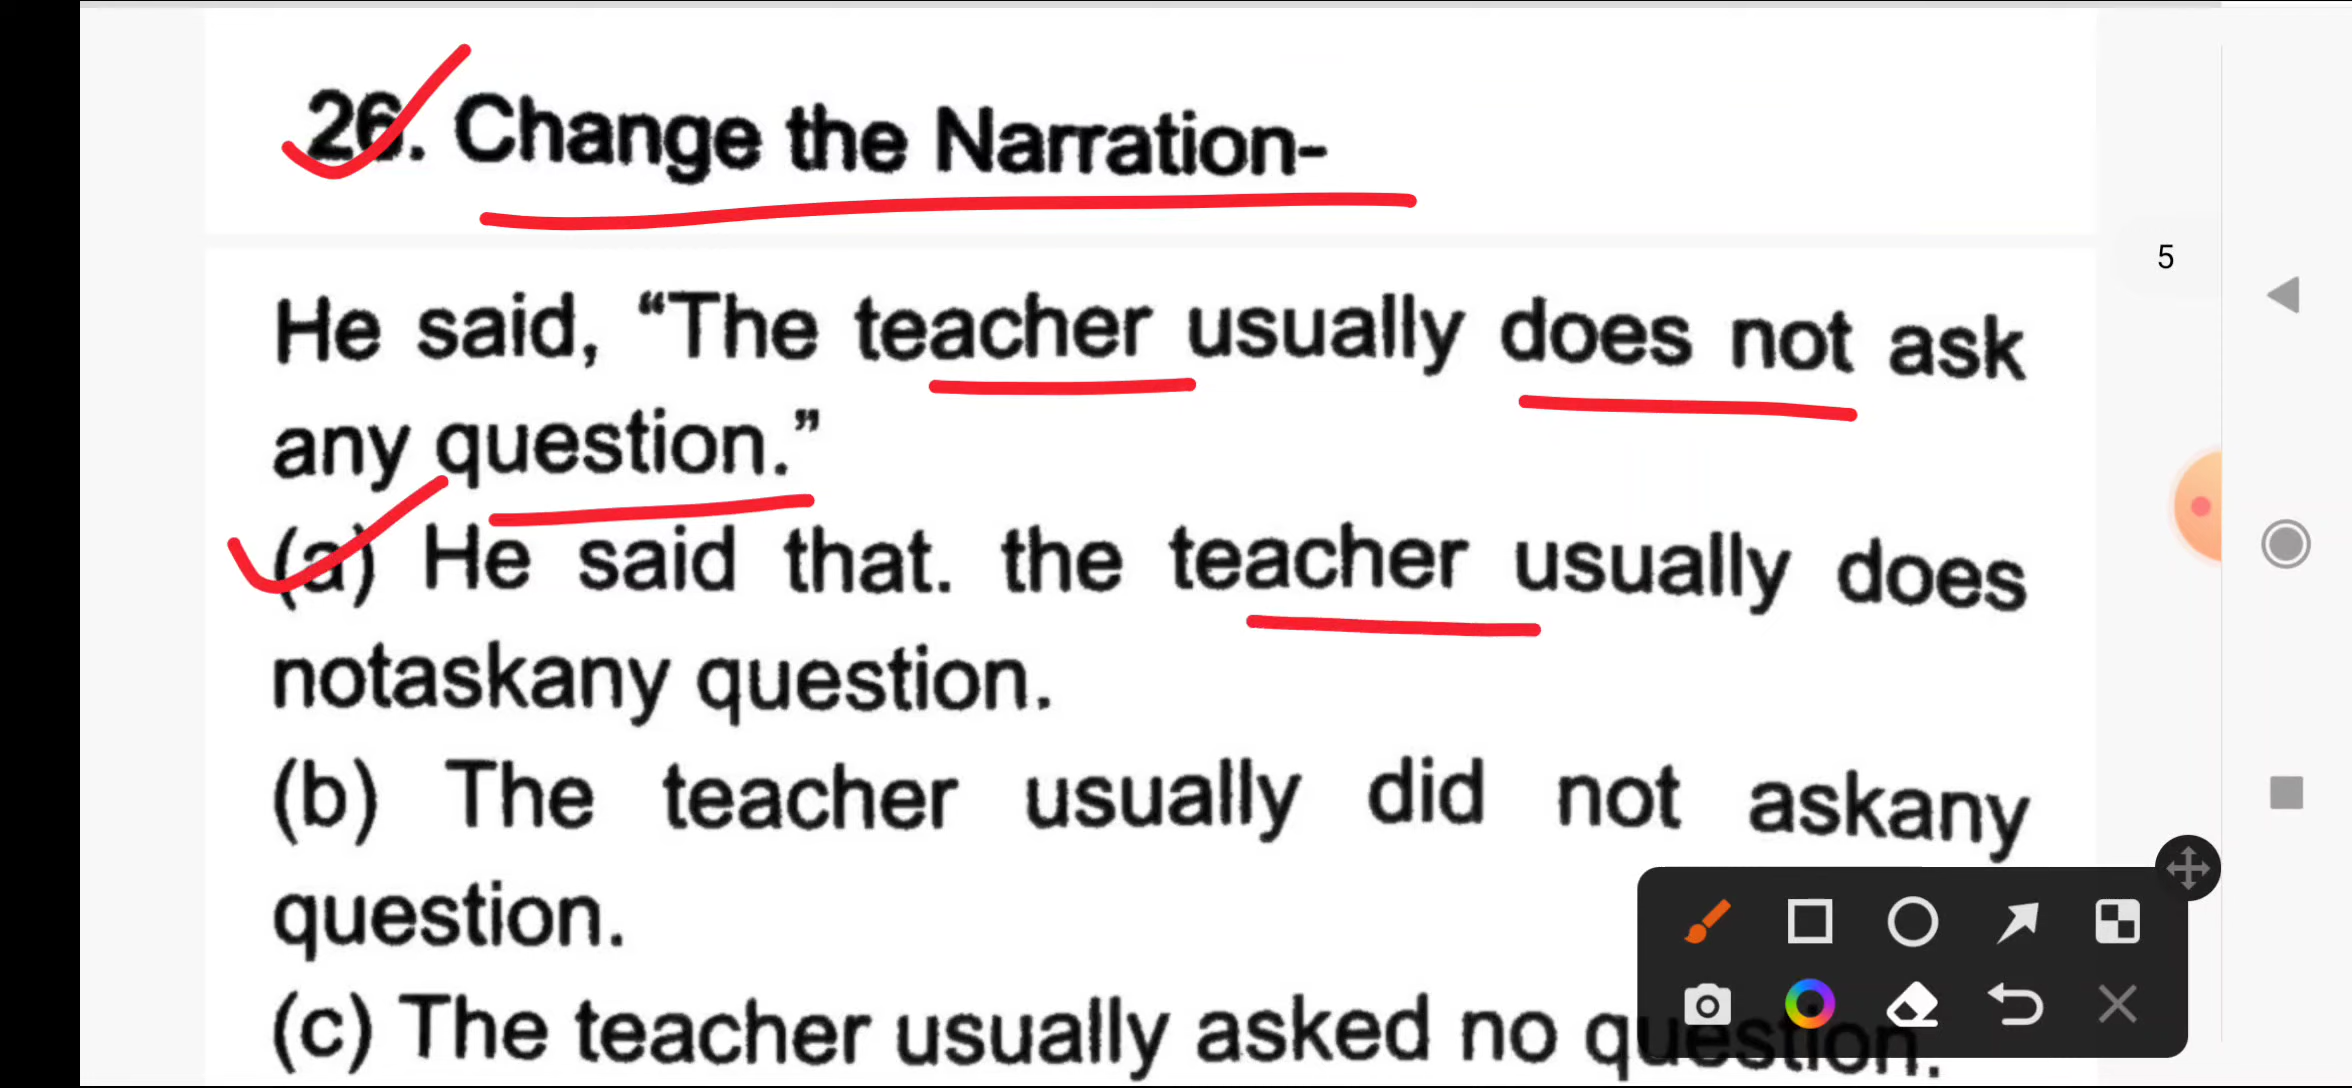 26. Change the Narration-
5
He said, “The teacher usually does not ask
any question.”
(a) He said that. the teacher usually does
notaskany question.
(b) The teacher usually did not askany
question.
(c) The teacher usually asked no question.